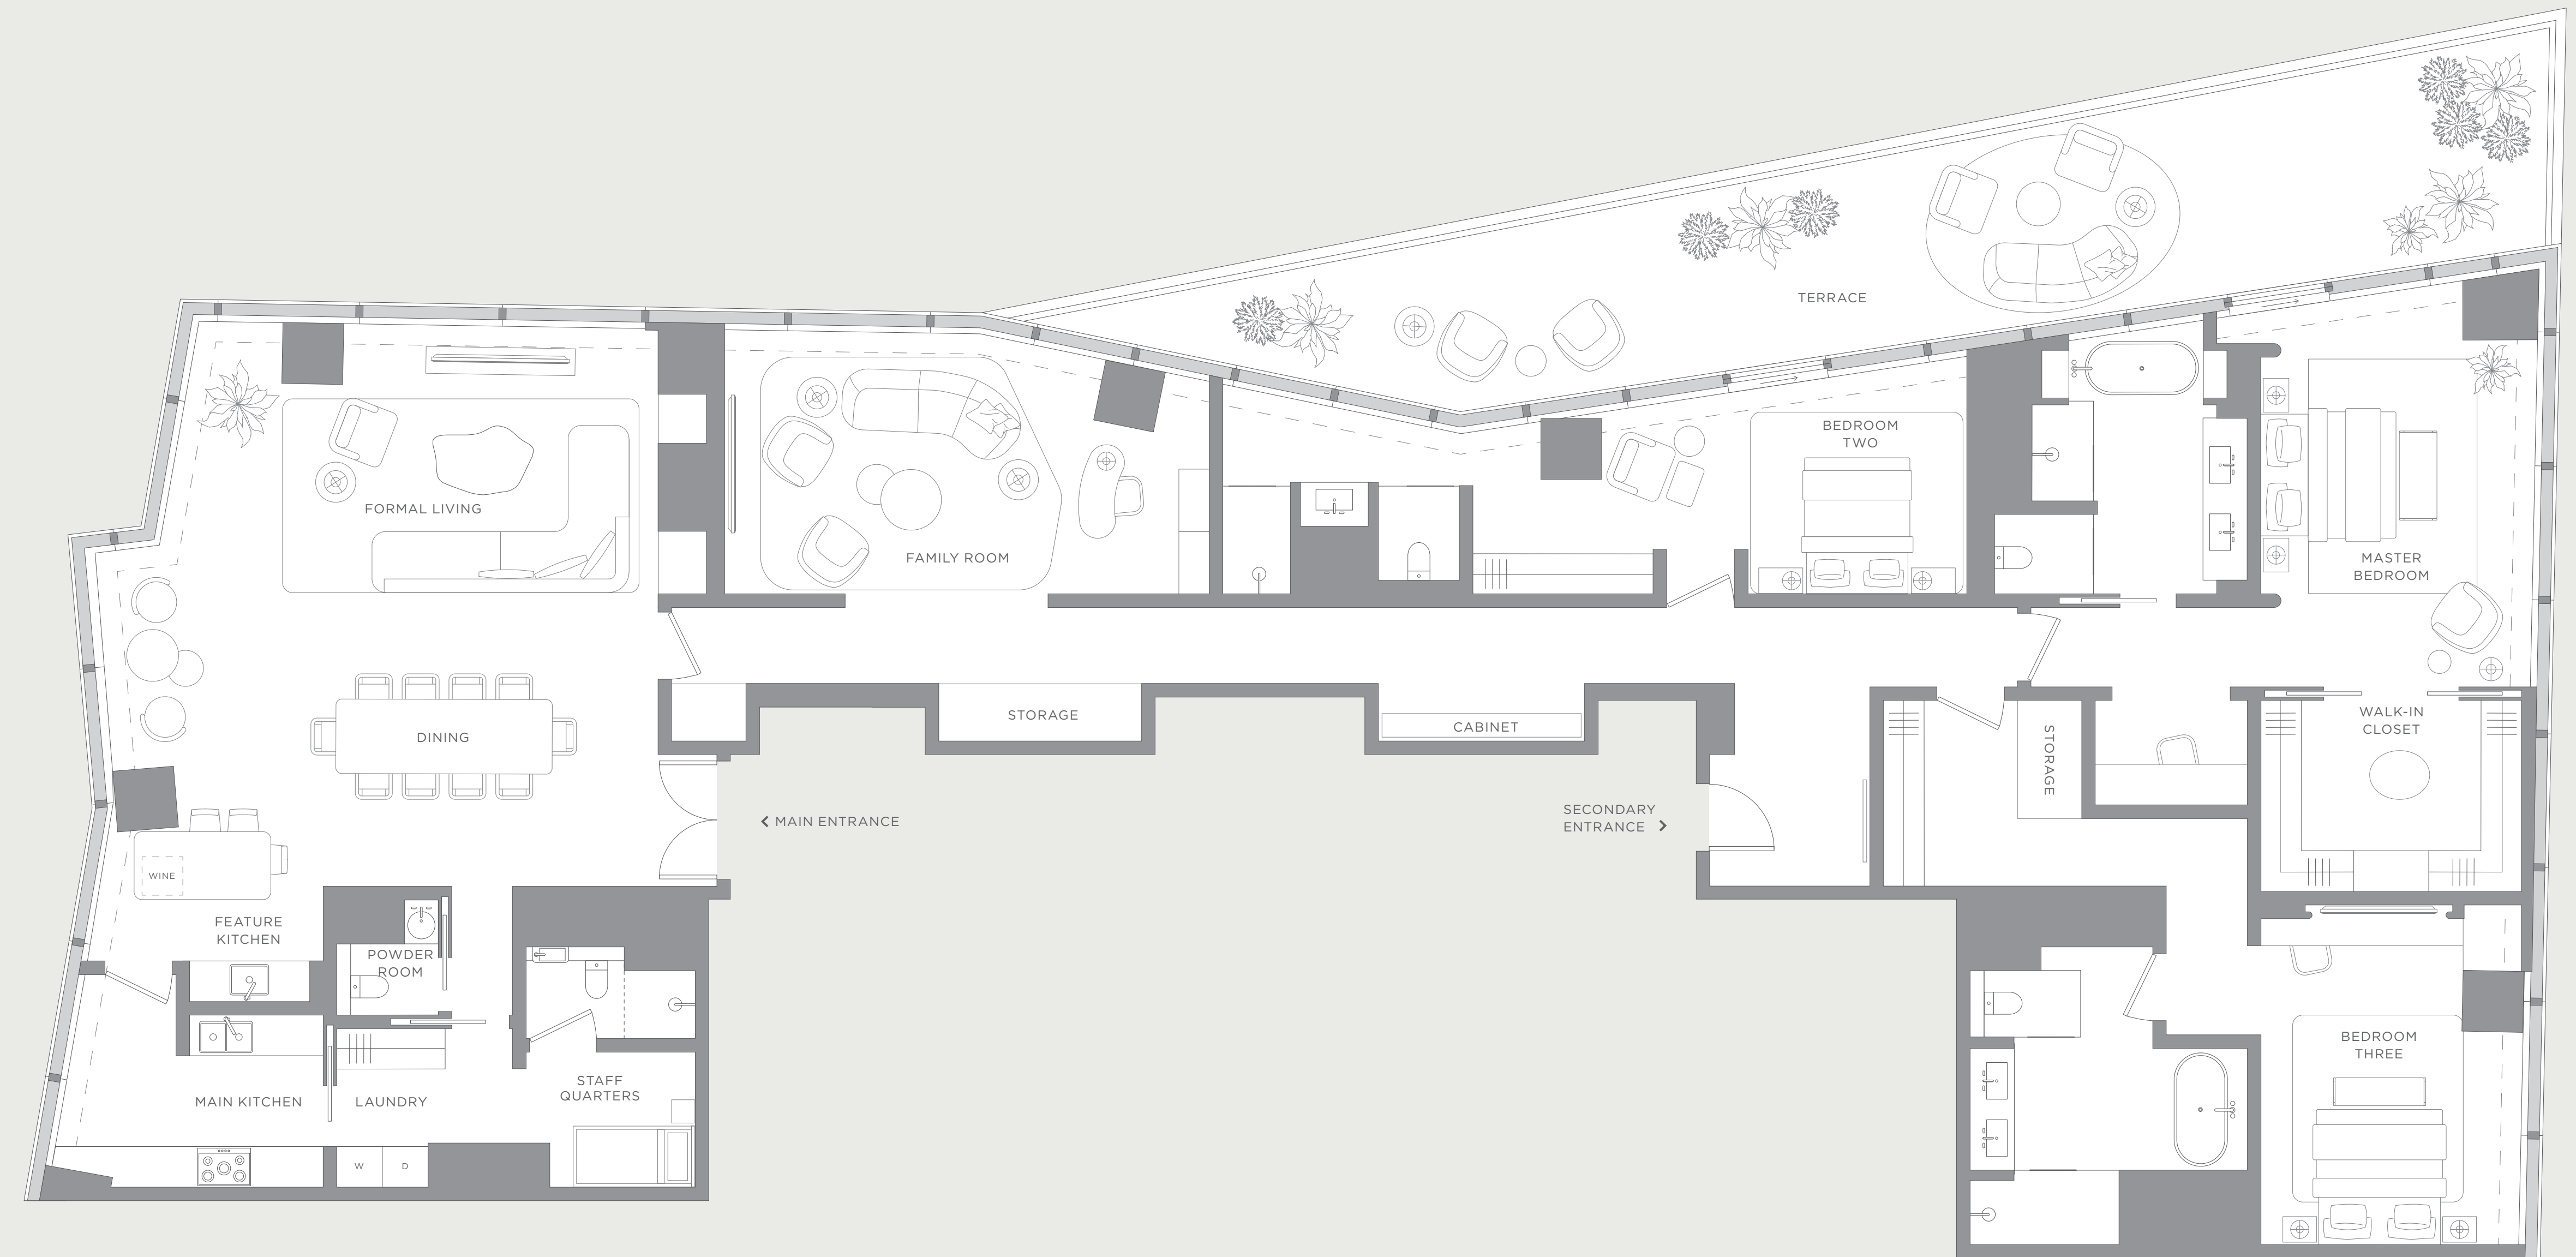 TERRACE
BEDROOM
TWO
FORMAL LIVING
FAMILY ROOM
MASTER
BEDROOM
STORAGE
CABINET
DINING
WALK-IN
CLOSET
STORAGE
MAIN ENTRANCE
SECONDARY
ENTRANCE
WINE
FEATURE
KITCHEN
POWDER
ROOM
STAFF
QUARTERS
MAIN KITCHEN
LAUNDRY
W
D
BEDROOM
THREE